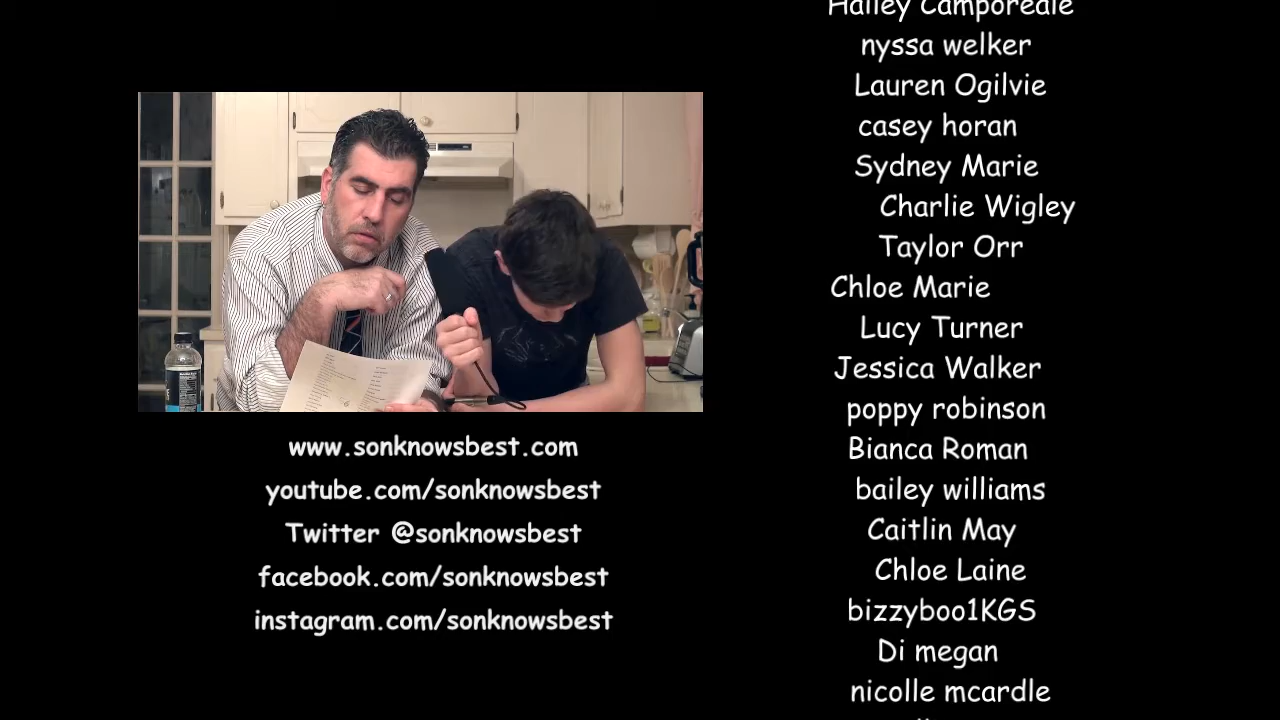 www.sonknowsbest.com
youtube.com/sonknowsbest
Twitter @sonknowsbest
facebook.com/sonknowsbest
instagram.com/sonknowsbest
Hailey Camporeale
nyssa welker
Lauren Ogilvie
casey horan
Sydney Marie
Charlie Wigley
Taylor Orr
Chloe Marie
Lucy Turner
Jessica Walker
poppy robinson
Bianca Roman
bailey williams
Caitlin May
Chloe Laine
bizzyboo1KGS
Di megan
nicolle mcardle